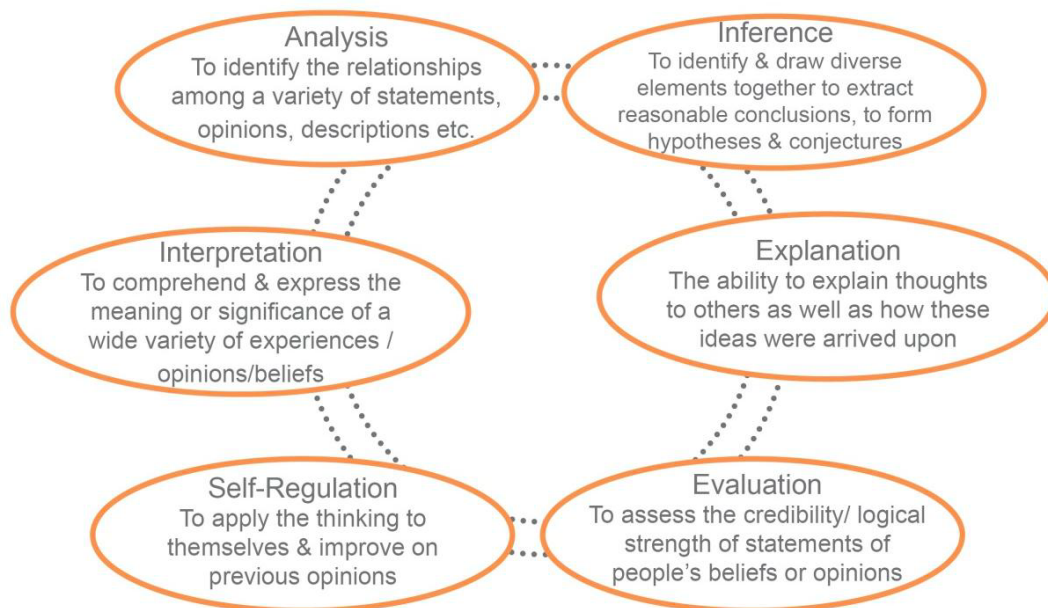 Analysis
To identify the relationships
among a variety of statements,
opinions, descriptions etc.
Inference
To identify & draw diverse
elements together to extract
reasonable conclusions, to form
hypotheses & conjectures
Interpretation
To comprehend & express the
meaning or significance of a
wide variety of experiences /
opinions/beliefs
Explanation
The ability to explain thoughts
to others as well as how these
ideas were arrived upon
Self-Regulation
To apply the thinking to
themselves & improve on
previous opinions
Evaluation
To assess the credibility/ logical
strength of statements of
people’s beliefs or opinions